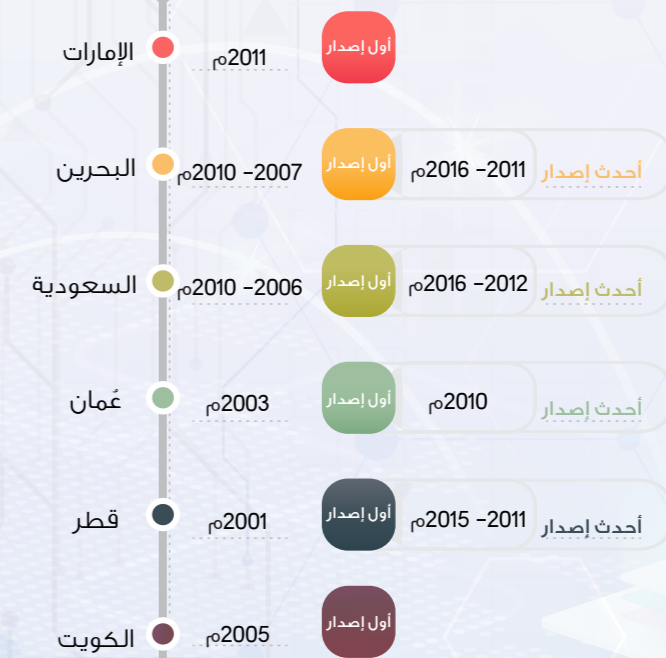 الإمارات 2011م أول إصدار
البحرين 2007- 2010م أول إصدار 2011- 2016م أحدث إصدار
السعودية 2006- 2010م أول إصدار 2012- 2016م أحدث إصدار
عُمان 2003م أول إصدار 2010م أحدث إصدار
قطر 2001م أول إصدار 2011- 2015م أحدث إصدار
الكويت 2005م أول إصدار